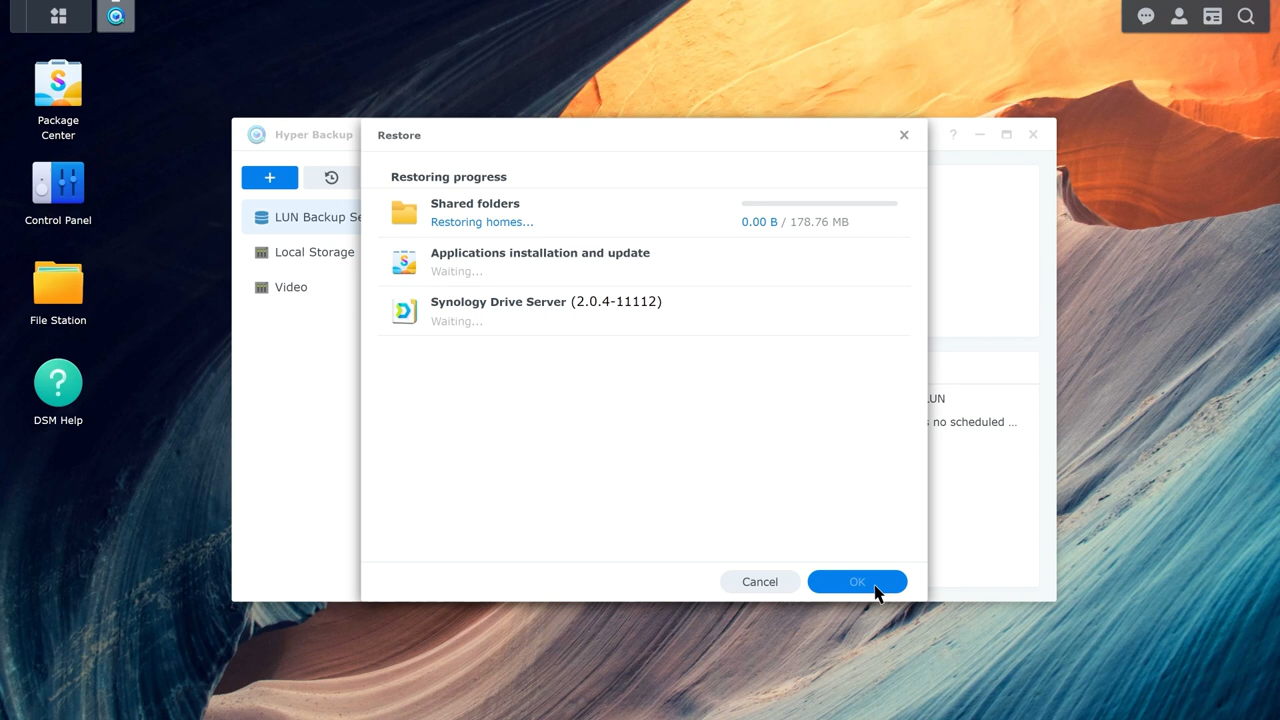 Package
Center
Control Panel
File Station
?
DSM Help
Hyper Backup
?
+
LUN Backup Se
Local Storage
Video
Restore
Restoring progress
Shared folders
Restoring homes...
0.00 B / 178.76 MB
Applications installation and update
Waiting...
Synology Drive Server (2.0.4-11112)
Waiting...
Cancel
OK
LUN
s no scheduled ...